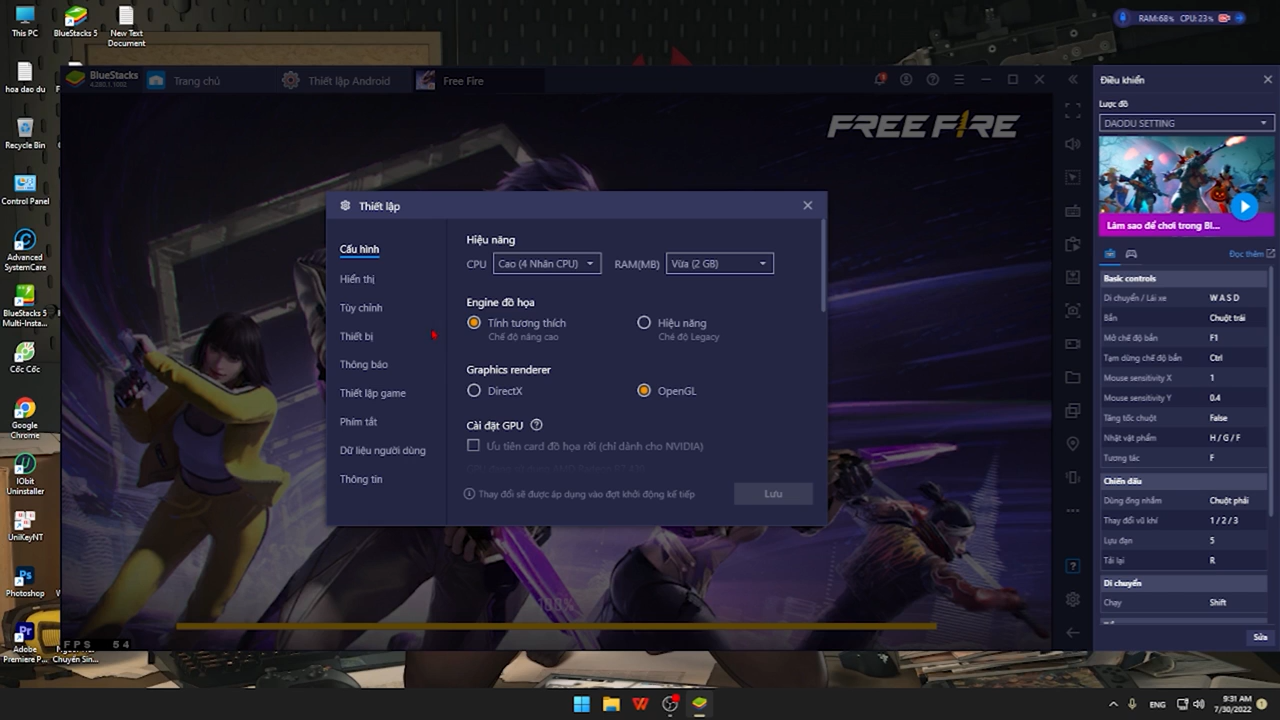 This PC
BlueStacks 5
New Text
Document
hoa dao du
Recycle Bin
Control Panel
Advanced
SystemCare
BlueStacks 5
Multi-Insta...
Cốc Cốc
Google
Chrome
IObit
Uninstaller
UniKeyNT
Photoshop
Adobe
Premiere P...
Chuyển Sin...
RAM:68% CPU:23%
BlueStacks
4.280.1.1002
Trang chủ
Thiết lập Android
Free Fire
FREE FIRE
Thiết lập
Cấu hình
Hiển thị
Tùy chỉnh
Thiết bị
Thông báo
Thiết lập game
Phím tắt
Dữ liệu người dùng
Thông tin
Hiệu năng
CPU Cao (4 Nhân CPU) RAM(MB) Vừa (2 GB)
Engine đồ họa
Tính tương thích
Chế độ nâng cao
Hiệu năng
Chế độ Legacy
Graphics renderer
DirectX
OpenGL
Cài đặt GPU
Ưu tiên card đồ họa rời (chỉ dành cho NVIDIA)
Thay đổi sẽ được áp dụng vào đợt khởi động kế tiếp
Lưu
100%
FPS 54
Điều khiển
Lược đồ
DAODU SETTING
Làm sao để chơi trong Bl...
Đọc thêm
Basic controls
Di chuyển / Lái xe W A S D
Bắn Chuột trái
Mở chế độ bắn F1
Tạm dừng chế độ bắn Ctrl
Mouse sensitivity X 1
Mouse sensitivity Y 0.4
Tăng tốc chuột False
Nhặt vật phẩm H / G / F
Tương tác F
Chiến đấu
Dùng ống nhắm Chuột phải
Thay đổi vũ khí 1 / 2 / 3
Lựu đạn 5
Tải lại R
Di chuyển
Chạy Shift
Sửa
ENG
9:31 AM
7/30/2022